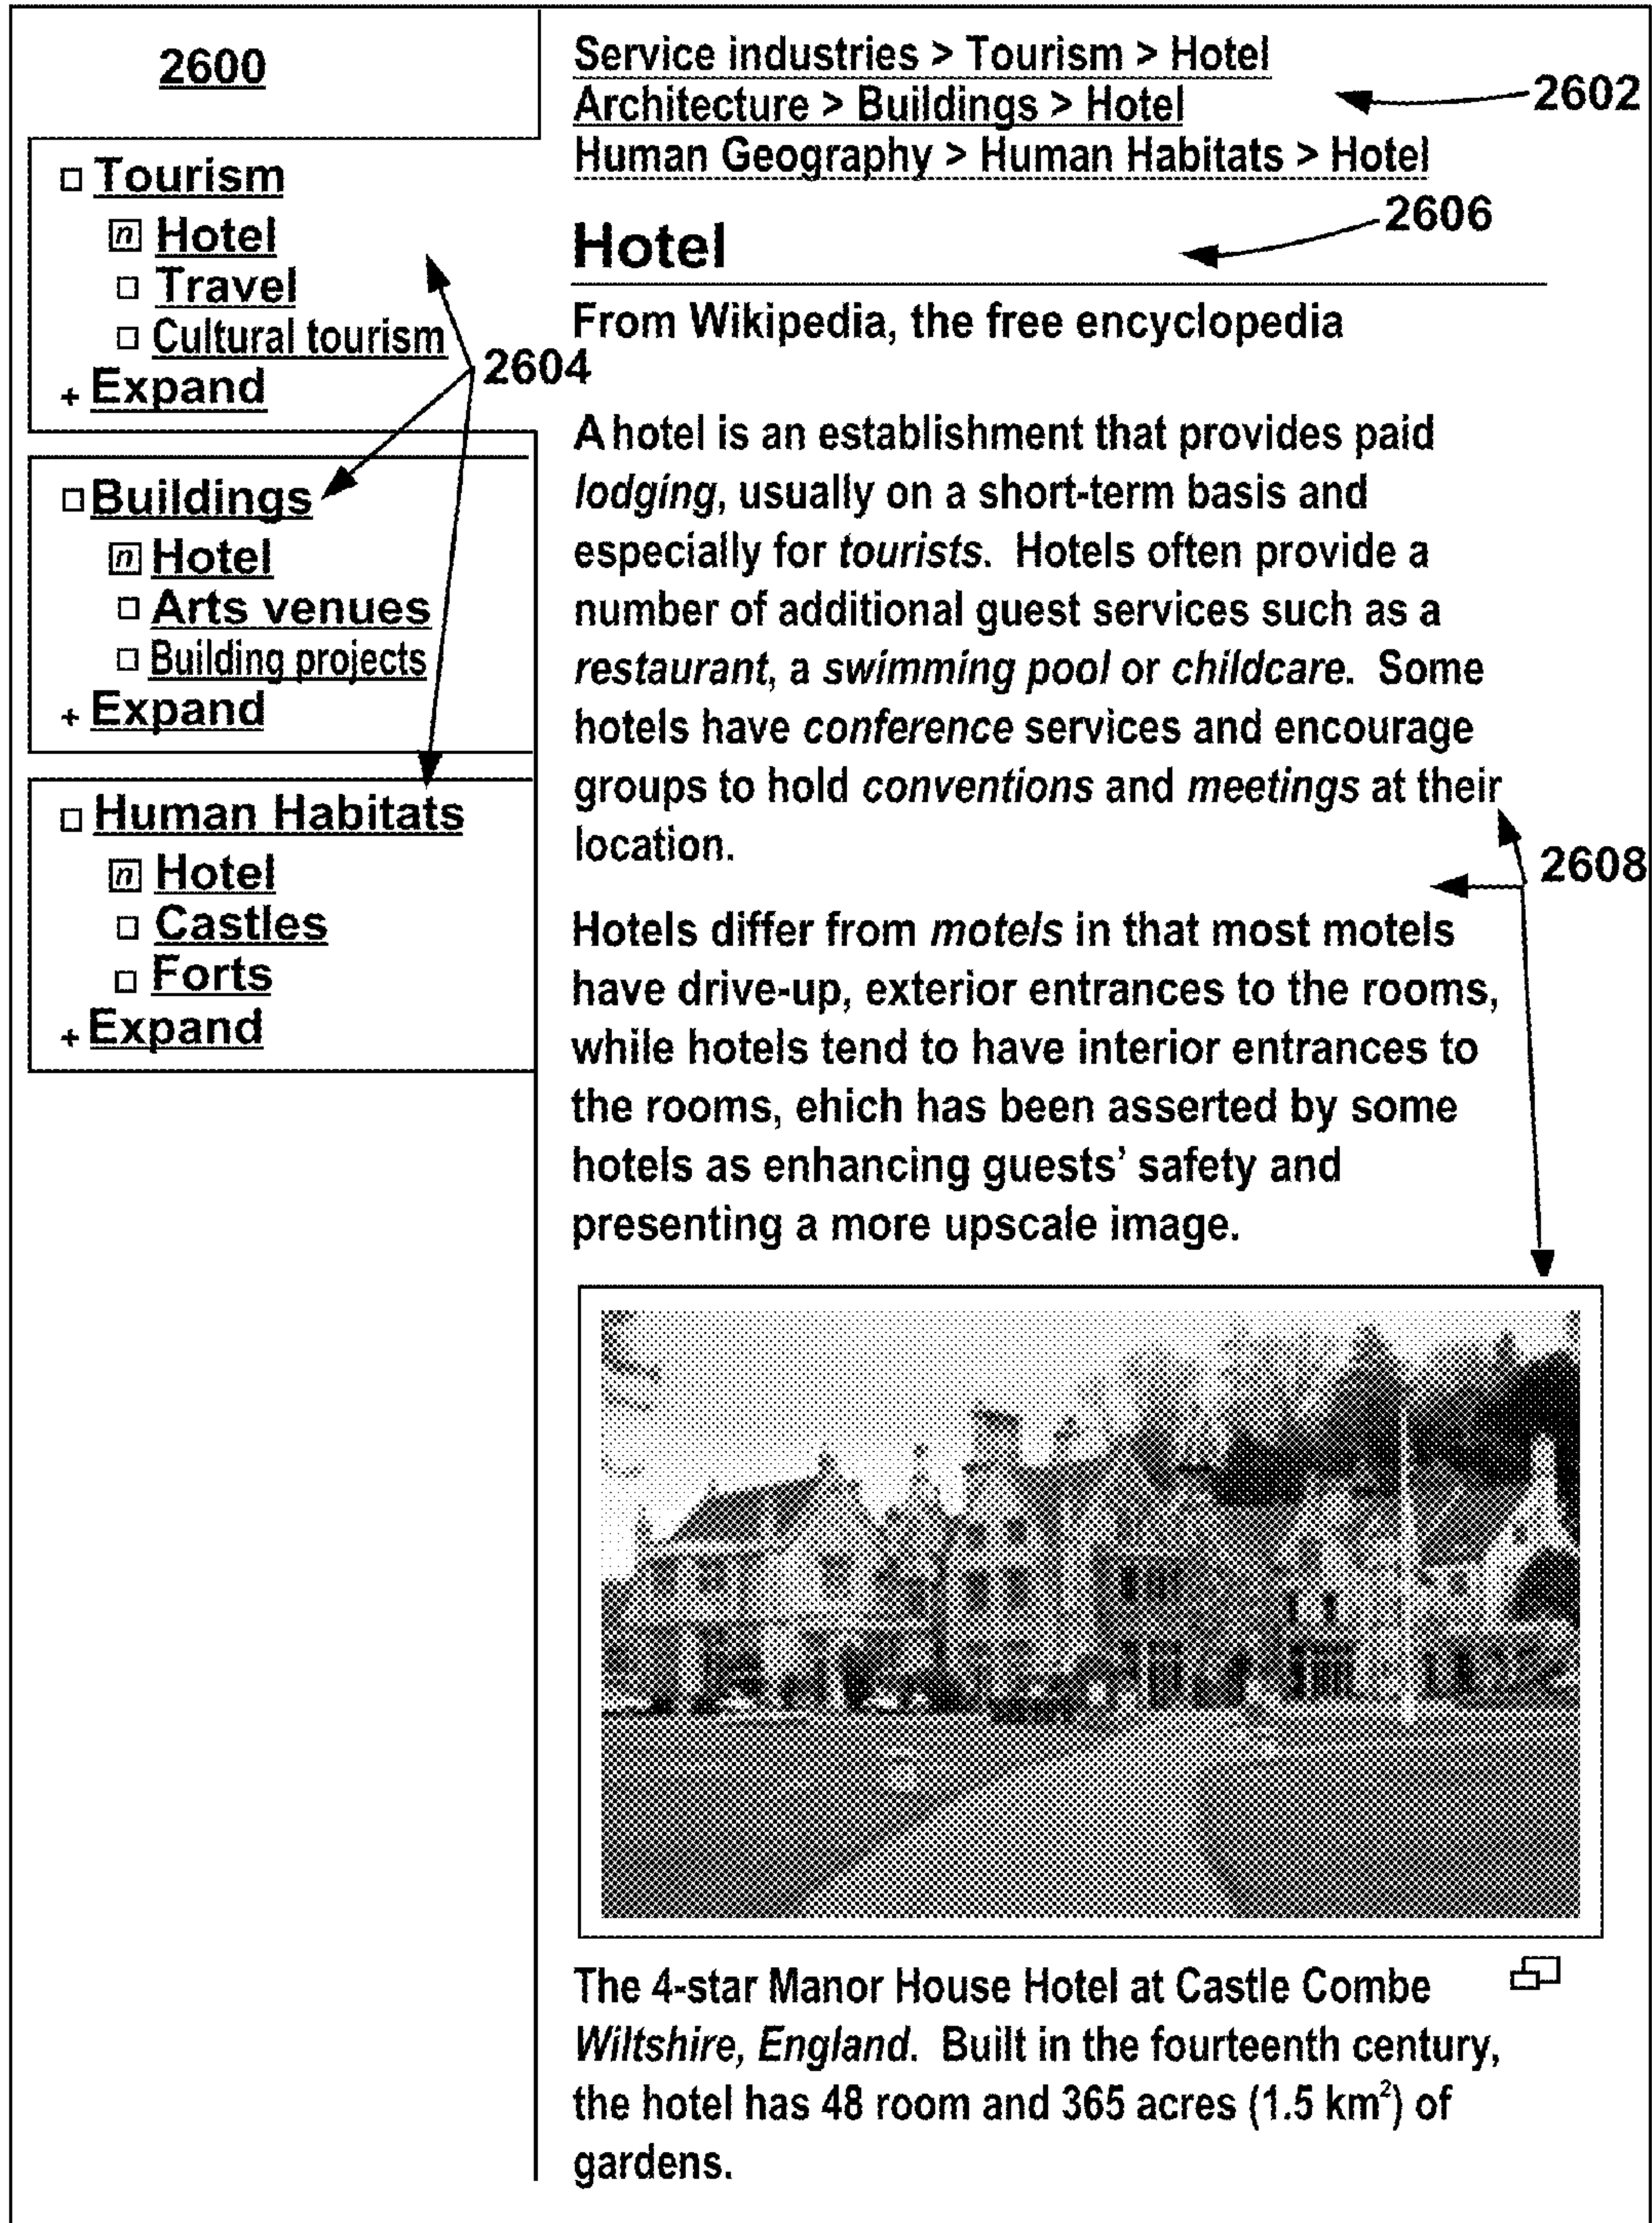 2600
□ Tourism
n Hotel
□ Travel
□ Cultural tourism
+ Expand
2604
□ Buildings
n Hotel
□ Arts venues
□ Building projects
+ Expand
□ Human Habitats
n Hotel
□ Castles
□ Forts
+ Expand
Service industries > Tourism > Hotel
Architecture > Buildings > Hotel
2602
Human Geography > Human Habitats > Hotel
2606
Hotel
From Wikipedia, the free encyclopedia
A hotel is an establishment that provides paid
lodging, usually on a short-term basis and
especially for tourists. Hotels often provide a
number of additional guest services such as a
restaurant, a swimming pool or childcare. Some
hotels have conference services and encourage
groups to hold conventions and meetings at their
location.
2608
Hotels differ from motels in that most motels
have drive-up, exterior entrances to the rooms,
while hotels tend to have interior entrances to
the rooms, ehich has been asserted by some
hotels as enhancing guests’ safety and
presenting a more upscale image.
The 4-star Manor House Hotel at Castle Combe
Wiltshire, England. Built in the fourteenth century,
the hotel has 48 room and 365 acres (1.5 km²) of
gardens.